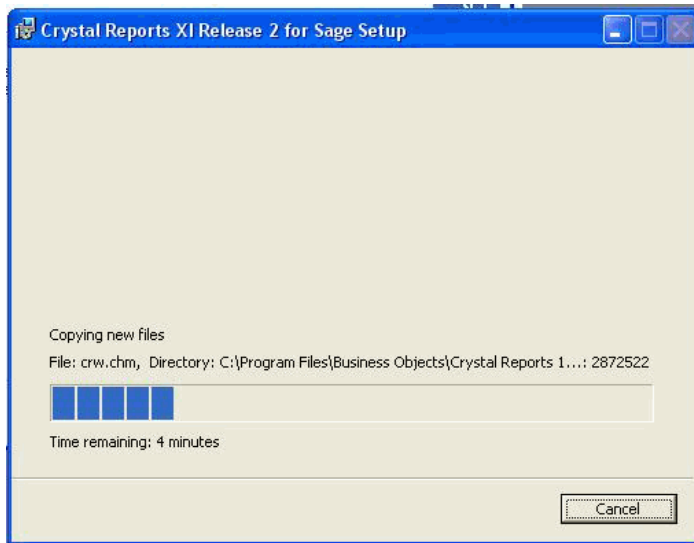 Crystal Reports XI Release 2 for Sage Setup
Copying new files
File: crw.chm, Directory: C:\Program Files\Business Objects\Crystal Reports 1...: 2872522
Time remaining: 4 minutes
Cancel